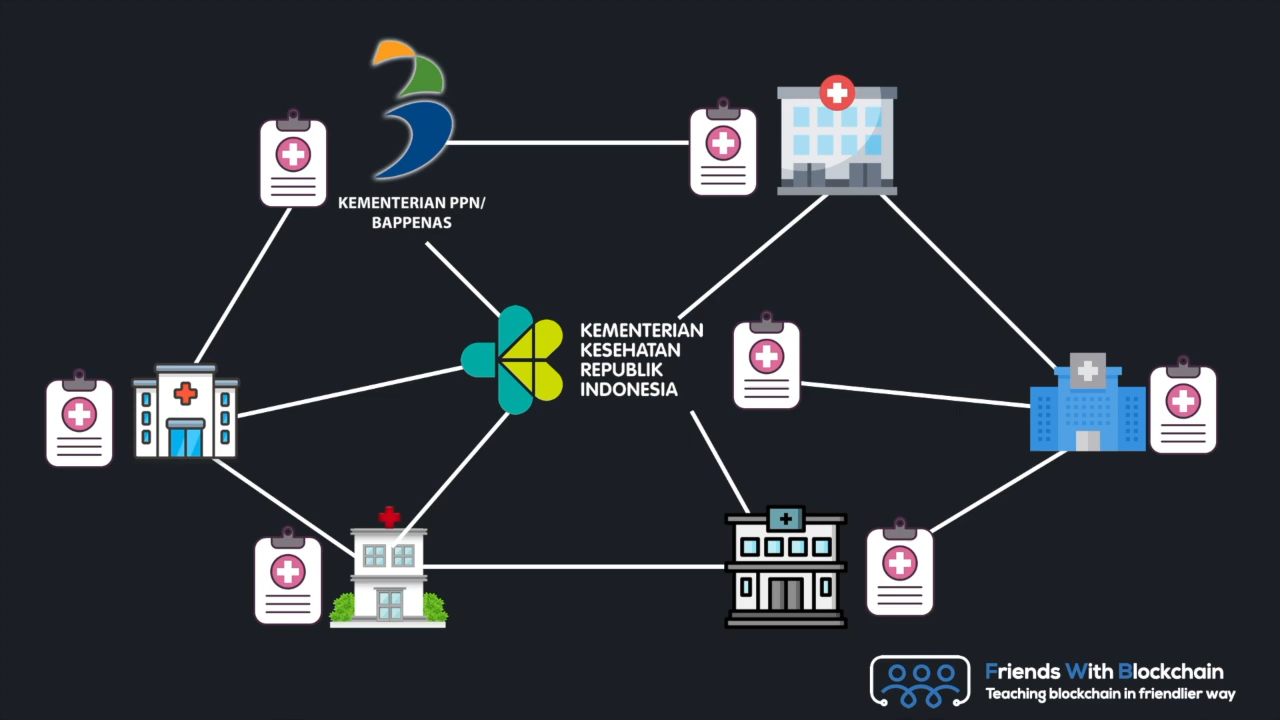 KEMENTERIAN PPN/
BAPPENAS
KEMENTERIAN
KESEHATAN
REPUBLIK
INDONESIA
Friends With Blockchain
Teaching blockchain in friendlier way